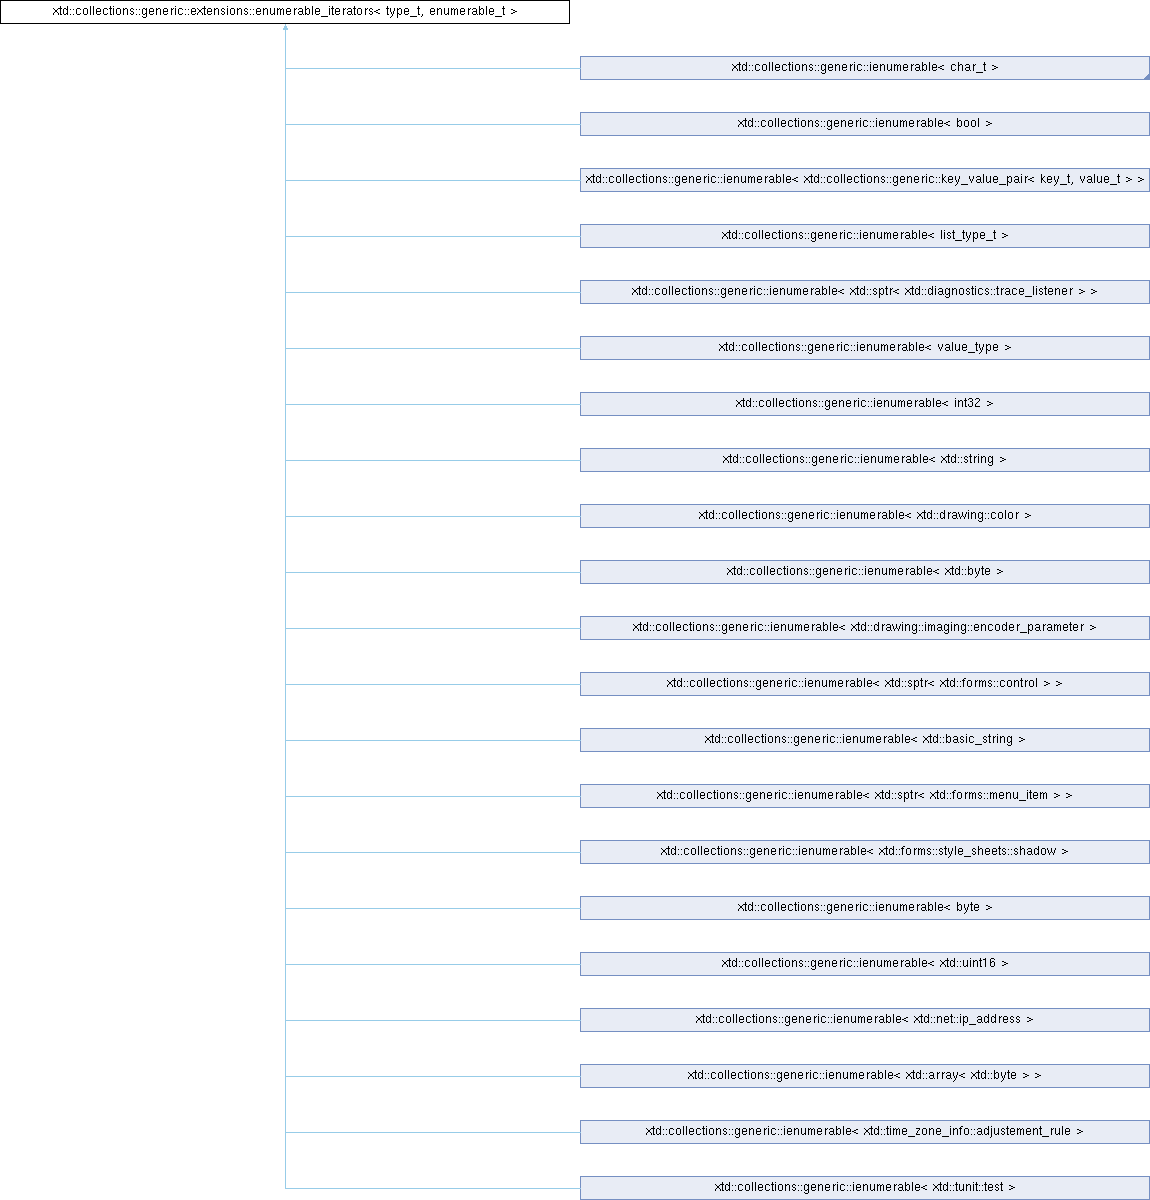 xtd::collections::generic::extensions::enumerable_iterators< type_t, enumerable_t >
xtd::collections::generic::ienumerable< char_t >
xtd::collections::generic::ienumerable< bool >
xtd::collections::generic::ienumerable< xtd::collections::generic::key_value_pair< key_t, value_t > >
xtd::collections::generic::ienumerable< list_type_t >
xtd::collections::generic::ienumerable< xtd::sptr< xtd::diagnostics::trace_listener > >
xtd::collections::generic::ienumerable< value_type >
xtd::collections::generic::ienumerable< int32 >
xtd::collections::generic::ienumerable< xtd::string >
xtd::collections::generic::ienumerable< xtd::drawing::color >
xtd::collections::generic::ienumerable< xtd::byte >
xtd::collections::generic::ienumerable< xtd::drawing::imaging::encoder_parameter >
xtd::collections::generic::ienumerable< xtd::sptr< xtd::forms::control > >
xtd::collections::generic::ienumerable< xtd::basic_string >
xtd::collections::generic::ienumerable< xtd::sptr< xtd::forms::menu_item > >
xtd::collections::generic::ienumerable< xtd::forms::style_sheets::shadow >
xtd::collections::generic::ienumerable< byte >
xtd::collections::generic::ienumerable< xtd::uint16 >
xtd::collections::generic::ienumerable< xtd::net::ip_address >
xtd::collections::generic::ienumerable< xtd::array< xtd::byte > >
xtd::collections::generic::ienumerable< xtd::time_zone_info::adjustement_rule >
xtd::collections::generic::ienumerable< xtd::tunit::test >